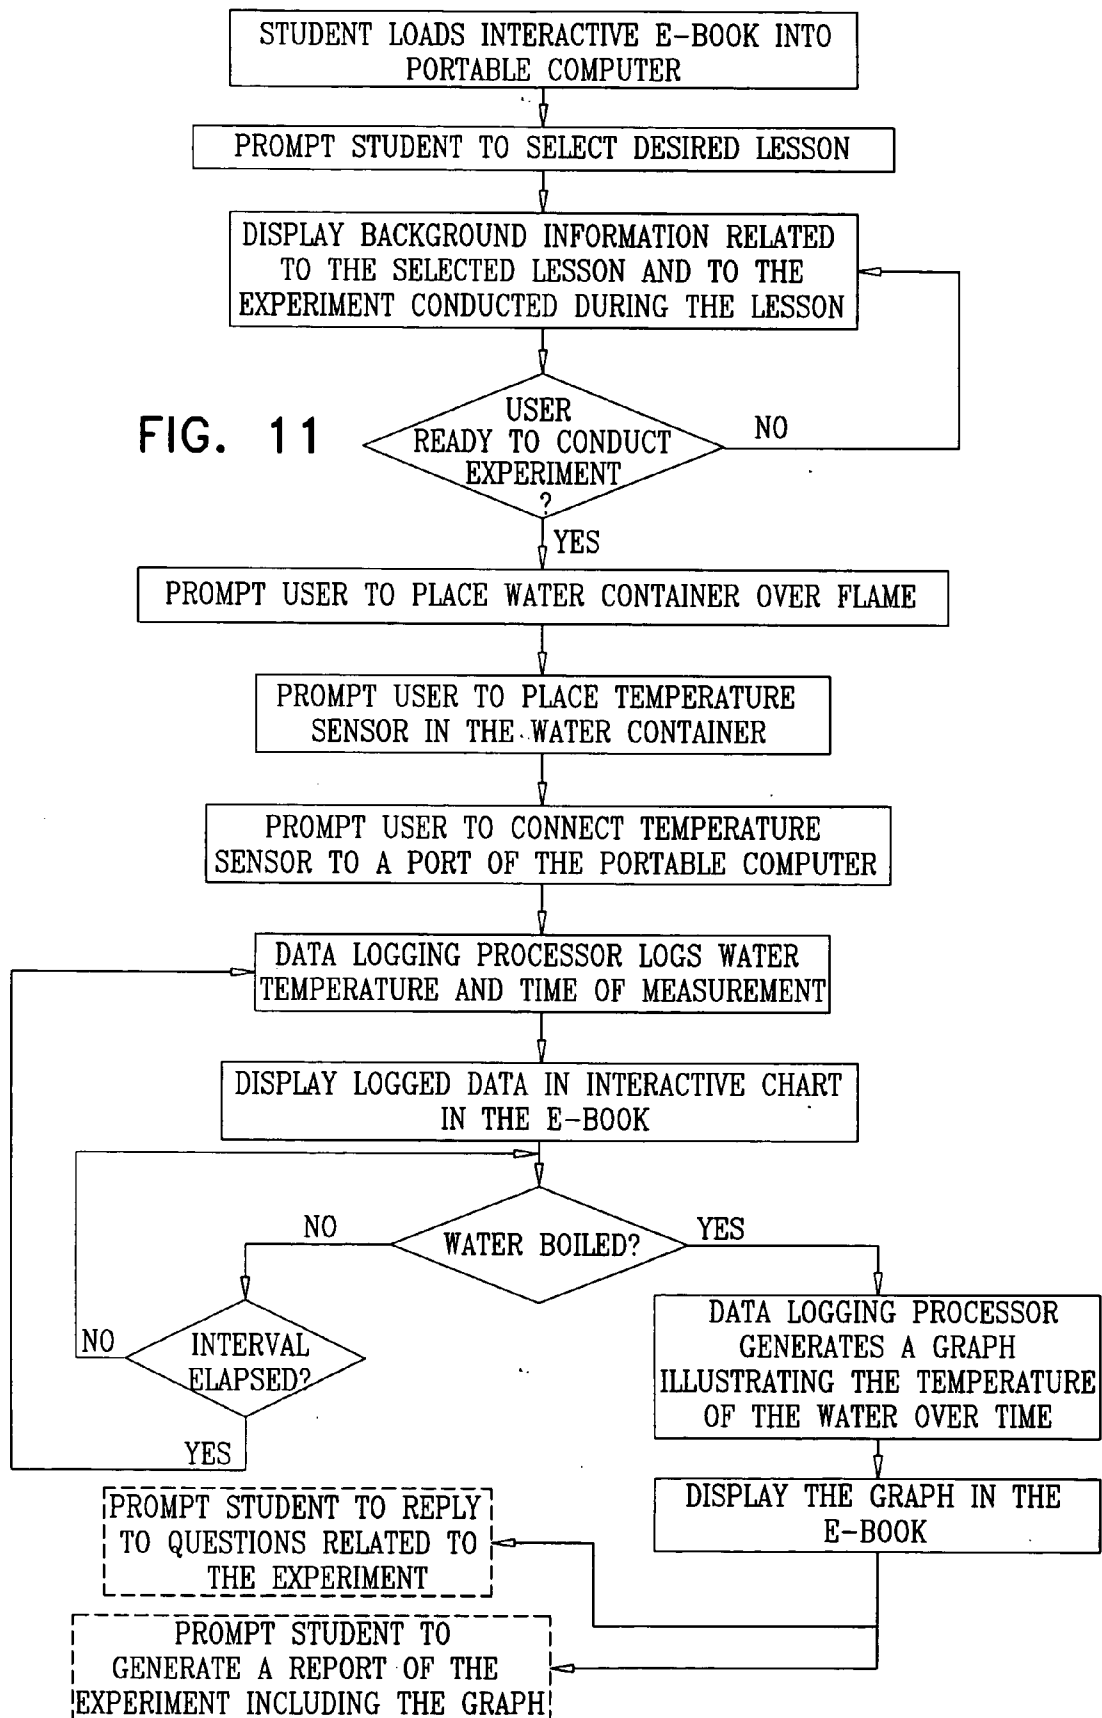 STUDENT LOADS INTERACTIVE E-BOOK INTO
PORTABLE COMPUTER
PROMPT STUDENT TO SELECT DESIRED LESSON
DISPLAY BACKGROUND INFORMATION RELATED
TO THE SELECTED LESSON AND TO THE
EXPERIMENT CONDUCTED DURING THE LESSON
FIG. 11
USER
READY TO CONDUCT
EXPERIMENT
?
NO
YES
PROMPT USER TO PLACE WATER CONTAINER OVER FLAME
PROMPT USER TO PLACE TEMPERATURE
SENSOR IN THE WATER CONTAINER
PROMPT USER TO CONNECT TEMPERATURE
SENSOR TO A PORT OF THE PORTABLE COMPUTER
DATA LOGGING PROCESSOR LOGS WATER
TEMPERATURE AND TIME OF MEASUREMENT
DISPLAY LOGGED DATA IN INTERACTIVE CHART
IN THE E-BOOK
WATER BOILED?
NO
YES
INTERVAL
ELAPSED?
NO
YES
DATA LOGGING PROCESSOR
GENERATES A GRAPH
ILLUSTRATING THE TEMPERATURE
OF THE WATER OVER TIME
DISPLAY THE GRAPH IN THE
E-BOOK
PROMPT STUDENT TO REPLY
TO QUESTIONS RELATED TO
THE EXPERIMENT
PROMPT STUDENT TO
GENERATE A REPORT OF THE
EXPERIMENT INCLUDING THE GRAPH